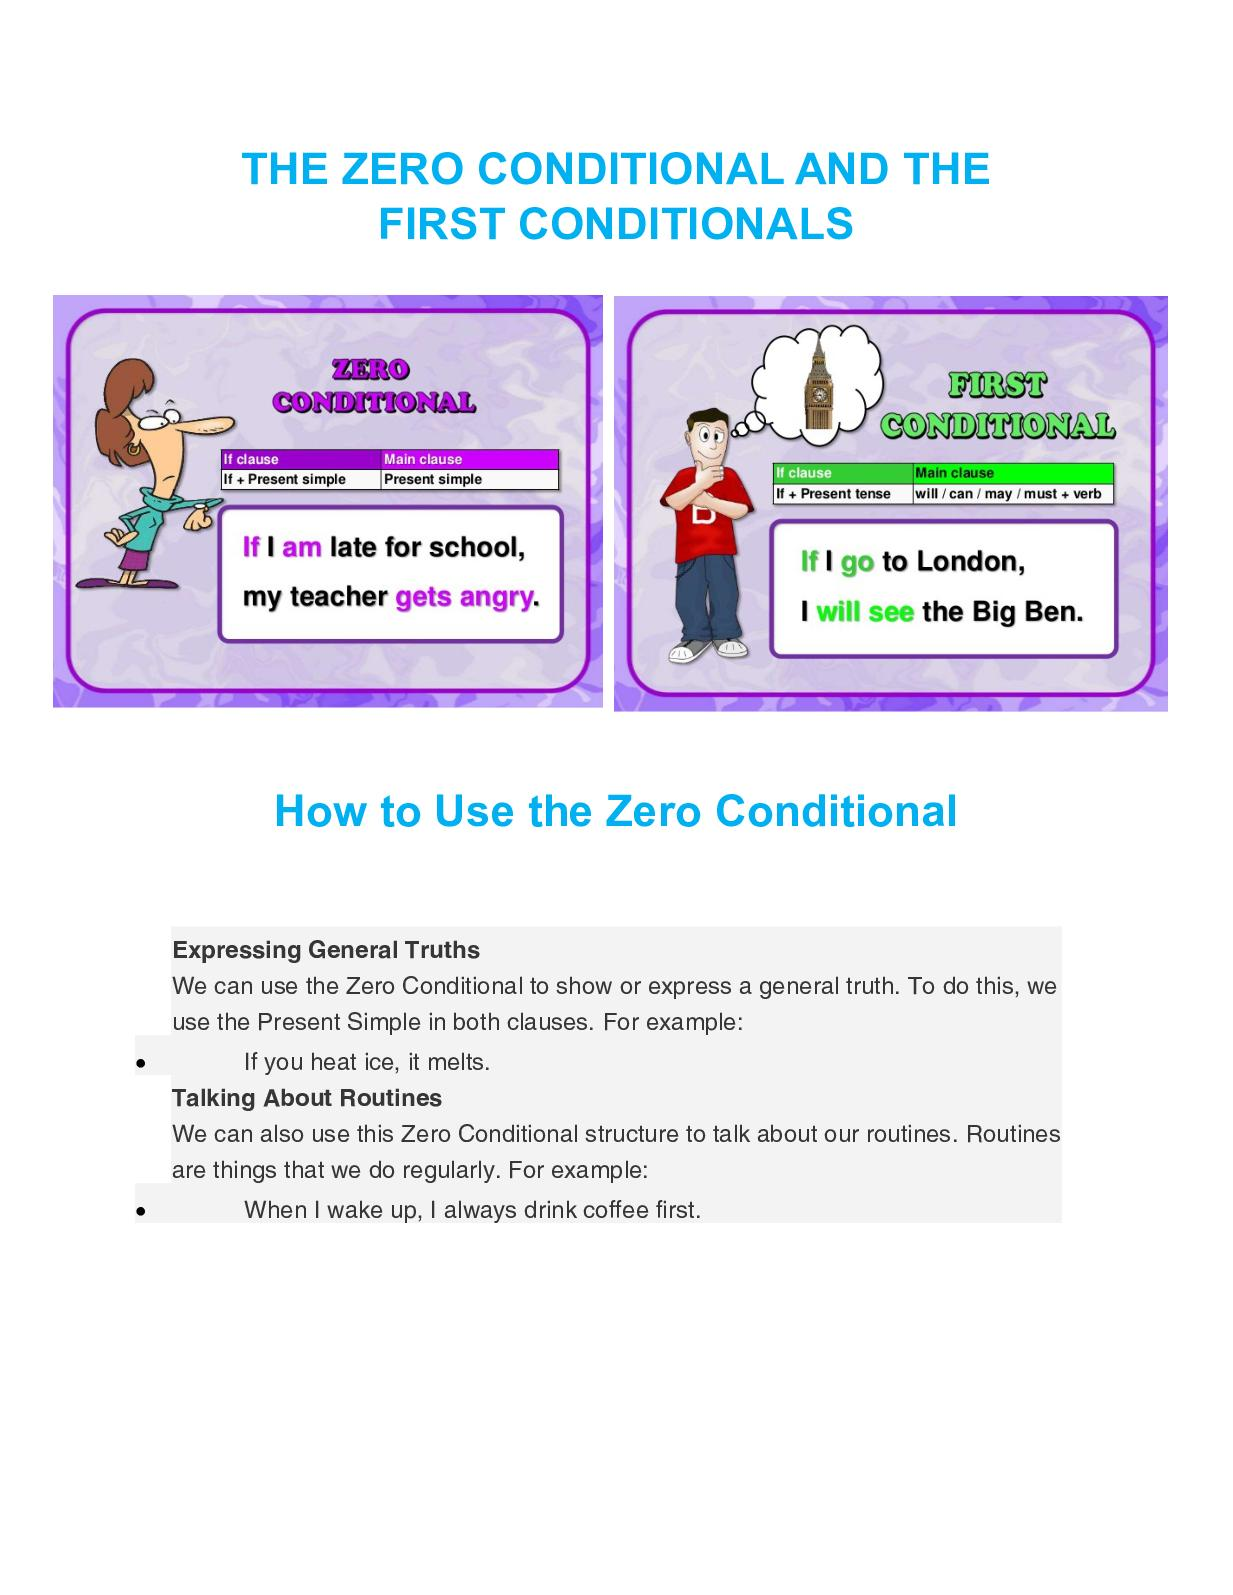 THE ZERO CONDITIONAL AND THE
FIRST CONDITIONALS
ZERO
CONDITIONAL
If clause Main clause
If + Present simple Present simple
If I am late for school,
my teacher gets angry.
FIRST
CONDITIONAL
If clause Main clause
If + Present tense will / can / may / must + verb
B
If I go to London,
I will see the Big Ben.
How to Use the Zero Conditional
Expressing General Truths
We can use the Zero Conditional to show or express a general truth. To do this, we
use the Present Simple in both clauses. For example:
• If you heat ice, it melts.
Talking About Routines
We can also use this Zero Conditional structure to talk about our routines. Routines
are things that we do regularly. For example:
• When I wake up, I always drink coffee first.